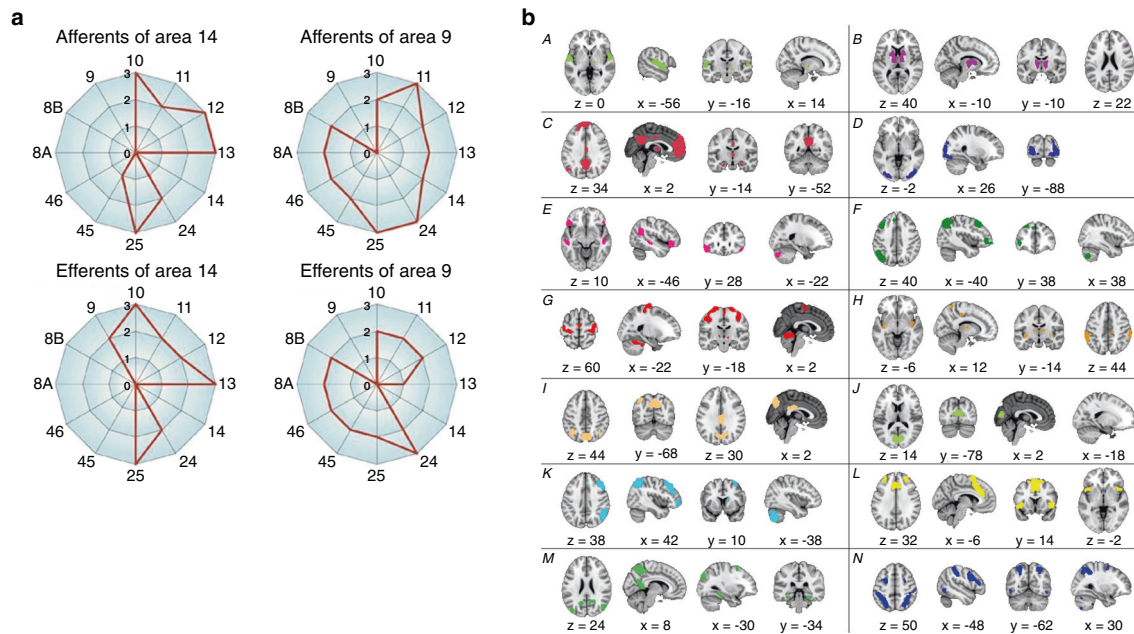 a
Afferents of area 14
10
9 11
8B 12
8A 13
46 14
45 24
25
3
2
1
0
Afferents of area 9
10
11
8B 12
8A 13
46 14
45 24
25
3
2
1
0
Efferents of area 14
10
9 11
8B 12
8A 13
46 14
45 24
25
3
2
1
0
Efferents of area 9
10
11
8B 12
8A 13
46 14
45 24
25
3
2
1
0
b
A
z = 0 x = -56 y = -16 x = 14
B
z = 40 x = -10 y = -10 z = 22
C
z = 34 x = 2 y = -14 y = -52
D
z = -2 x = 26 y = -88
E
z = 10 x = -46 y = 28 x = -22
F
z = 40 x = -40 y = 38 x = 38
G
z = 60 x = -22 y = -18 x = 2
H
z = -6 x = 12 y = -14 z = 44
I
z = 44 y = -68 z = 30 x = 2
J
z = 14 y = -78 x = 2 x = -18
K
z = 38 x = 42 y = 10 x = -38
L
z = 32 x = -6 y = 14 z = -2
M
z = 24 x = 8 x = -30 y = -34
N
z = 50 x = -48 y = -62 x = 30